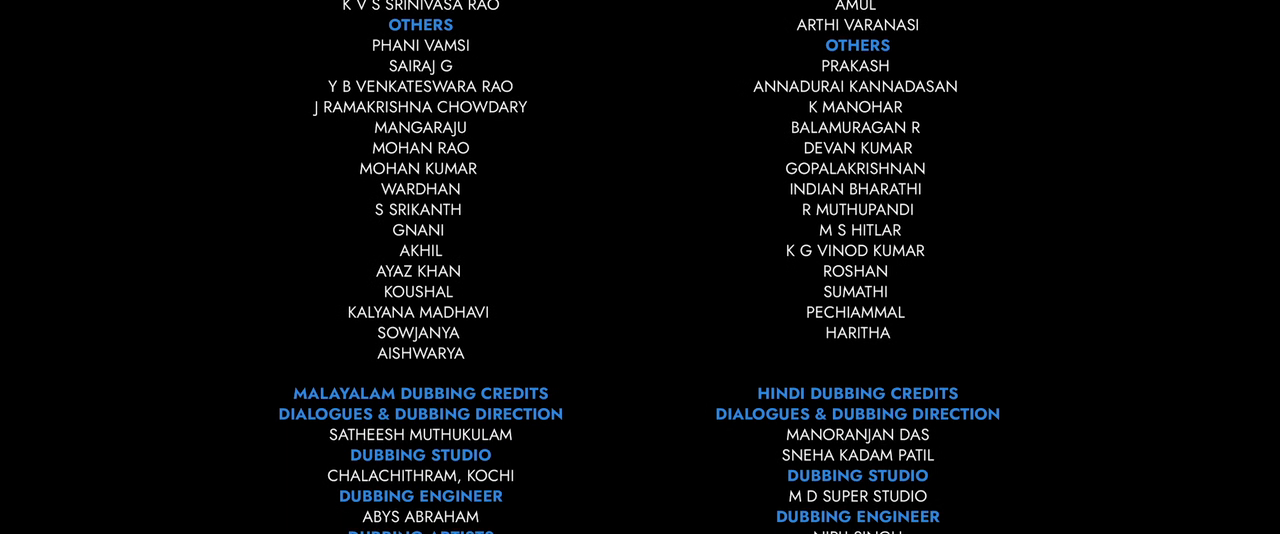 K V S SRINIVASA RAO
OTHERS
PHANI VAMSI
SAIRAJ G
Y B VENKATESWARA RAO
J RAMAKRISHNA CHOWDARY
MANGARAJU
MOHAN RAO
MOHAN KUMAR
WARDHAN
S SRIKANTH
GNANI
AKHIL
AYAZ KHAN
KOUSHAL
KALYANA MADHAVI
SOWJANYA
AISHWARYA
MALAYALAM DUBBING CREDITS
DIALOGUES & DUBBING DIRECTION
SATHEESH MUTHUKULAM
DUBBING STUDIO
CHALACHITHRAM, KOCHI
DUBBING ENGINEER
ABYS ABRAHAM
DUBBING ARTISTS
AMUL
ARTHI VARANASI
OTHERS
PRAKASH
ANNADURAI KANNADASAN
K MANOHAR
BALAMURAGAN R
DEVAN KUMAR
GOPALAKRISHNAN
INDIAN BHARATHI
R MUTHUPANDI
M S HITLAR
K G VINOD KUMAR
ROSHAN
SUMATHI
PECHIAMMAL
HARITHA
HINDI DUBBING CREDITS
DIALOGUES & DUBBING DIRECTION
MANORANJAN DAS
SNEHA KADAM PATIL
DUBBING STUDIO
M D SUPER STUDIO
DUBBING ENGINEER